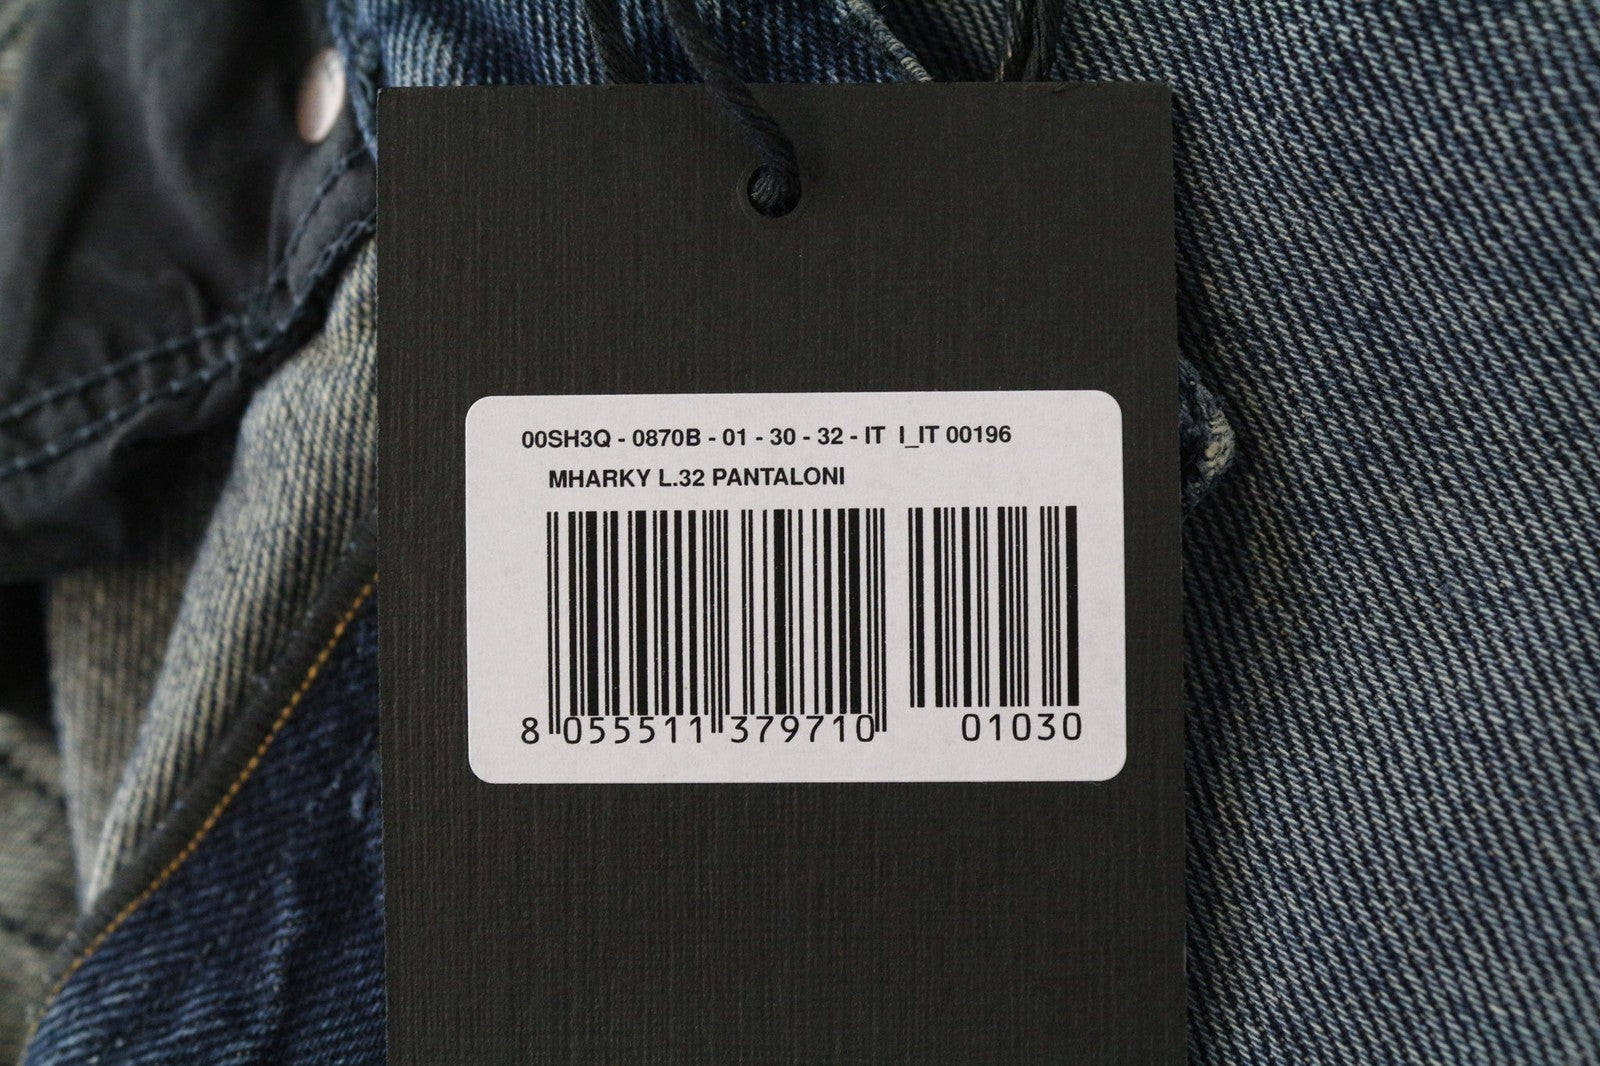 00SH3Q - 0870B - 01 - 30 - 32 - IT I_IT 00196
MHARKY L.32 PANTALONI
8 055511 379710 01030